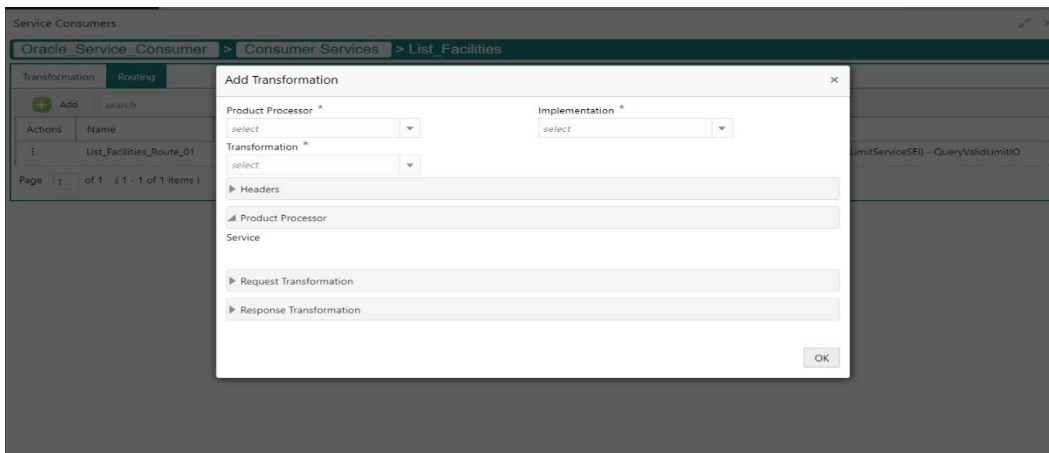 Service Consumers
Oracle_Service_Consumer > Consumer Services > List_Facilities
Transformation Routing
Add search
Actions Name
List_Facilities_Route_01 LimitServiceSEI) - QueryValidLimitIO
Page 1 of 1 (1 - 1 of 1 items)
Add Transformation
Product Processor * Implementation *
select select
Transformation *
select
Headers
Product Processor
Service
Request Transformation
Response Transformation
OK